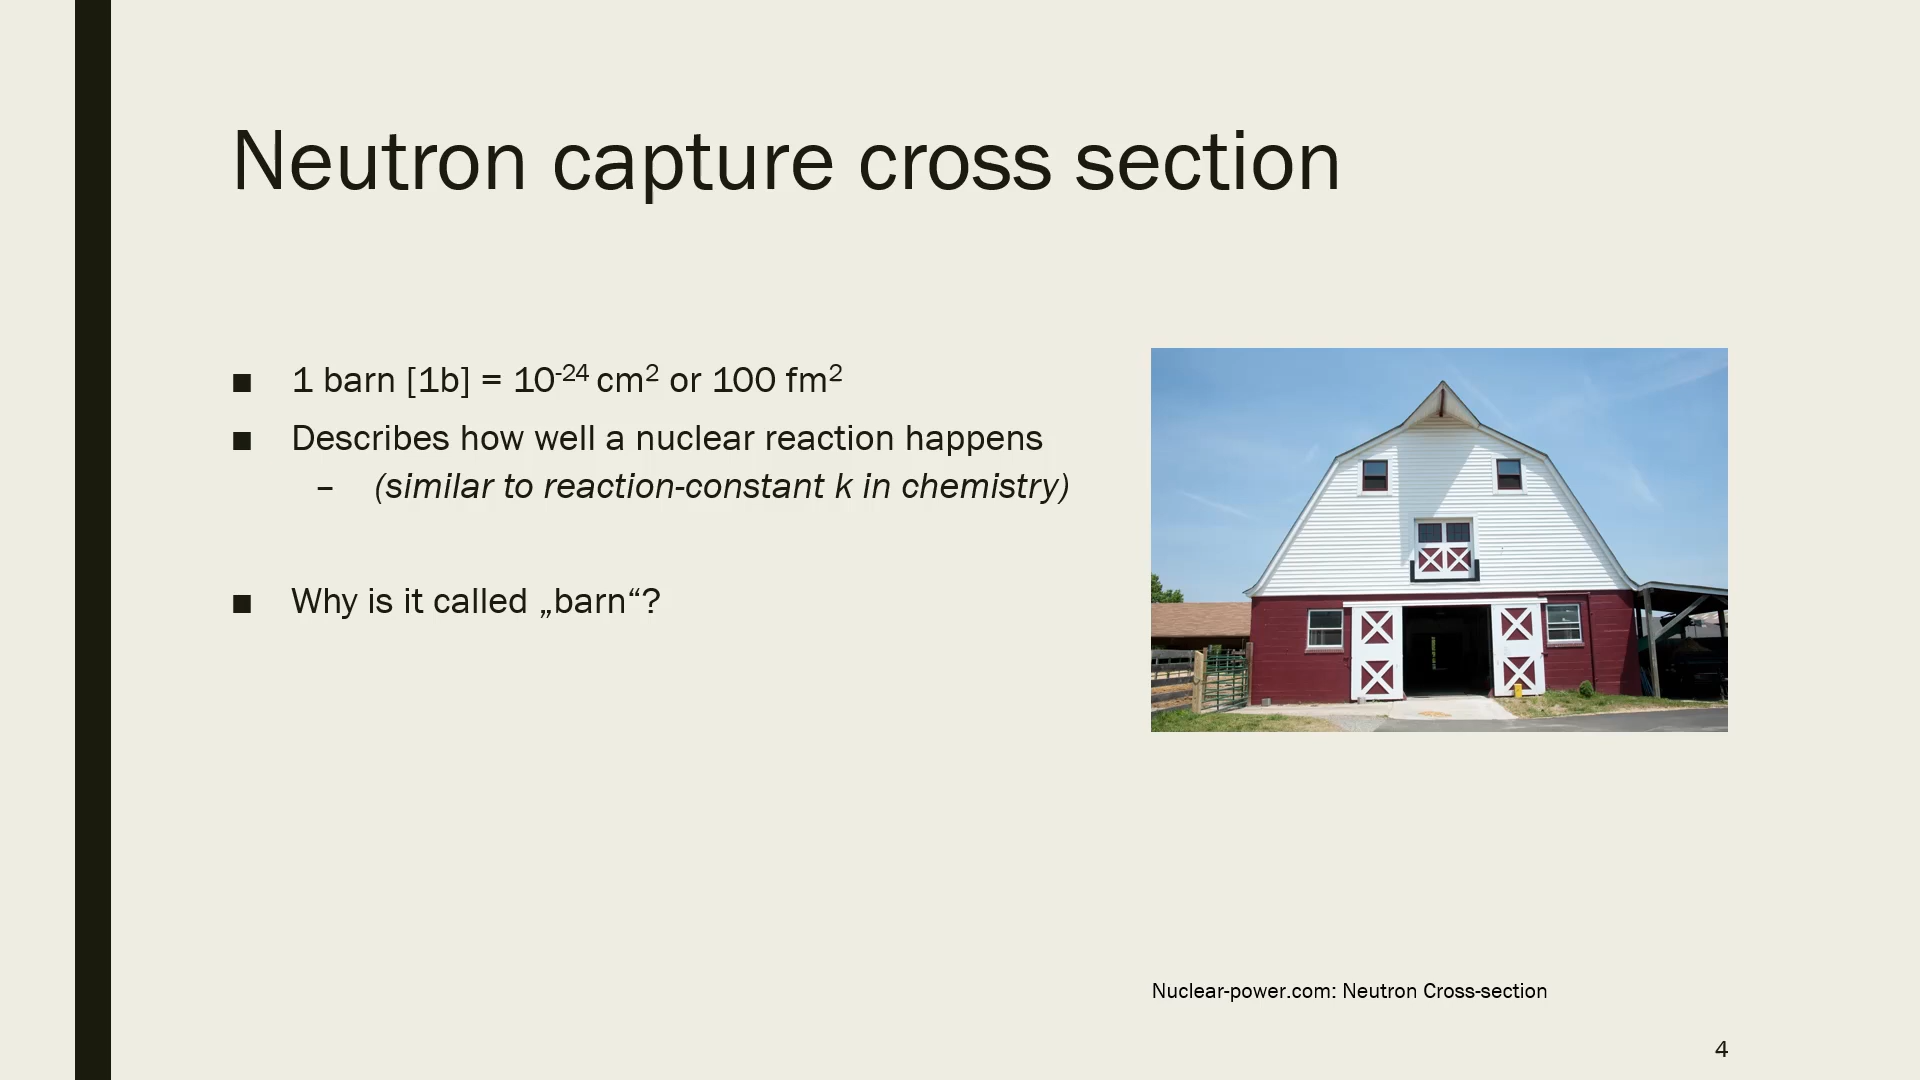 Neutron capture cross section
■ 1 barn [1b] = 10⁻²⁴ cm² or 100 fm²
■ Describes how well a nuclear reaction happens
– (similar to reaction-constant k in chemistry)
■ Why is it called „barn“?
Nuclear-power.com: Neutron Cross-section
4